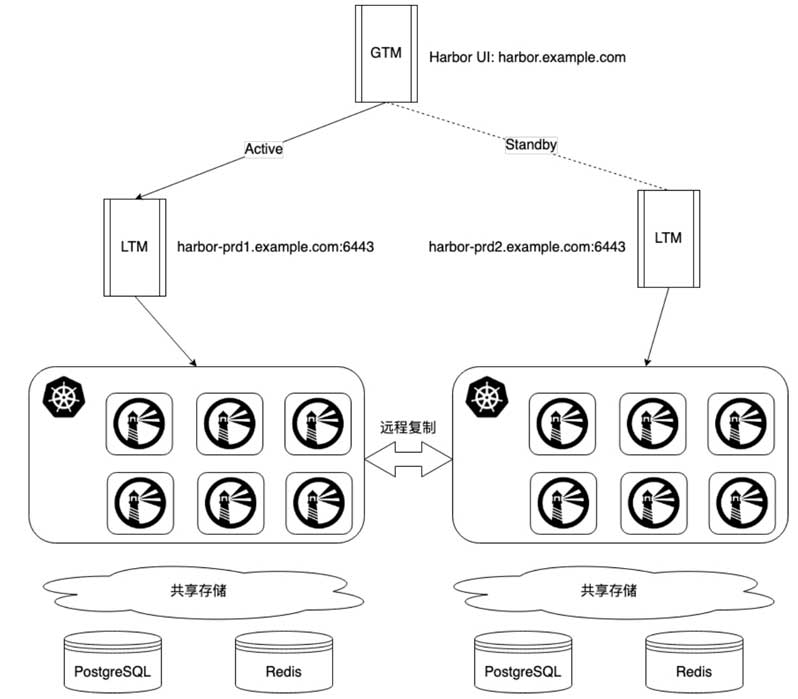 GTM
Harbor UI: harbor.example.com
Active
Standby
LTM
harbor-prd1.example.com:6443
harbor-prd2.example.com:6443
LTM
远程复制
共享存储
共享存储
PostgreSQL
Redis
PostgreSQL
Redis